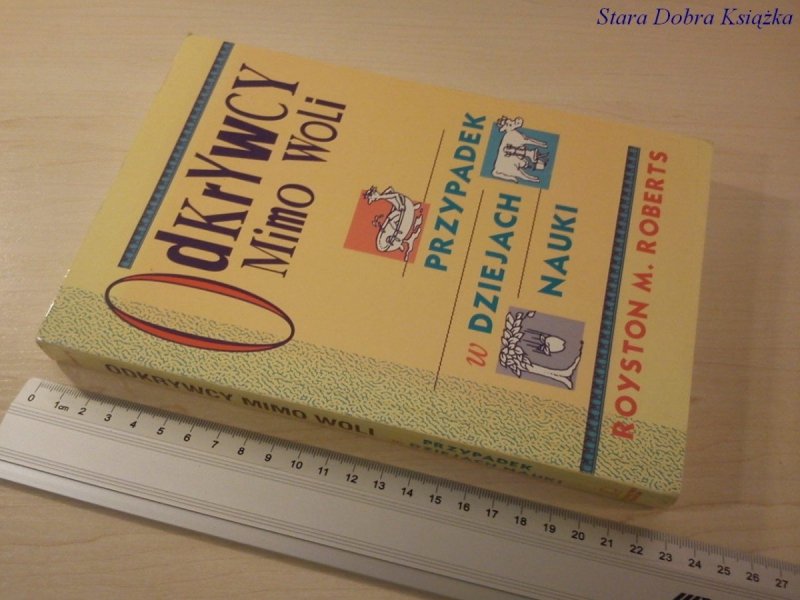 Stara Dobra Książka
OdKrYwCY
Mimo Woli
PRZYPADEK
w DZIEJACH
NAUKI
ROYSTON M. ROBERTS
ODKRYWCY MIMO WOLI
PRZYPADEK
w DZIEJACH NAUKI
0 1cm 2 3 4 5 6 7 8 9 10 11 12 13 14 15 16 17 18 19 20 21 22 23 24 25 26 27